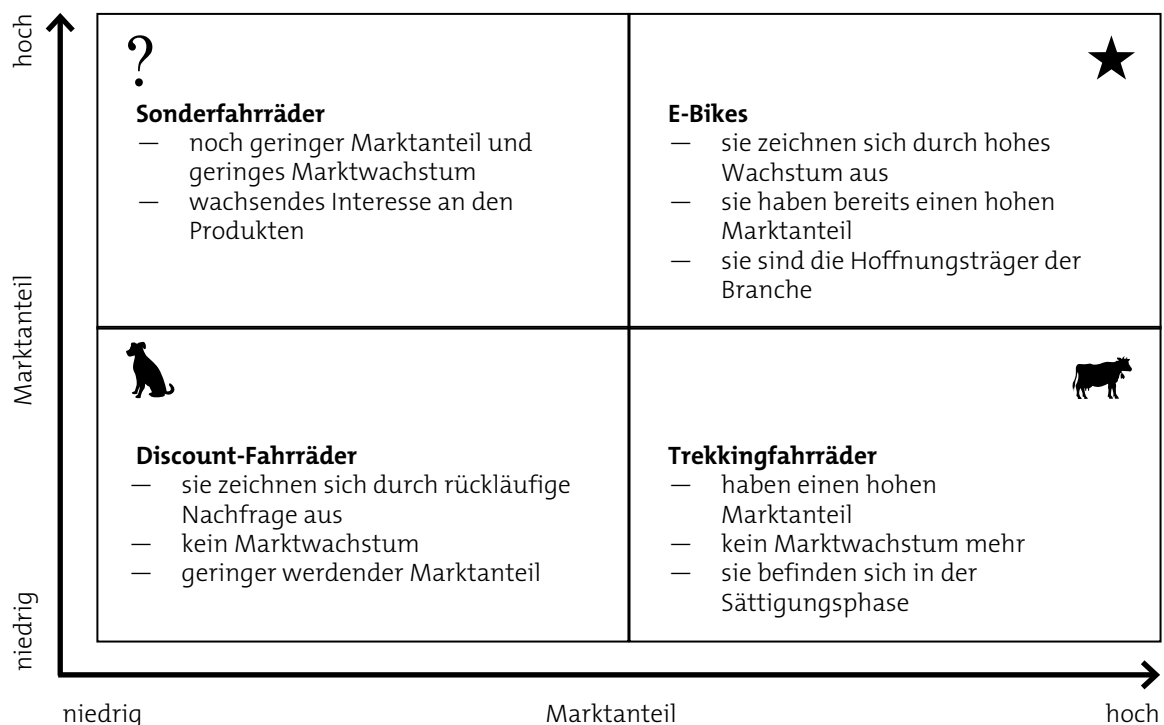 hoch
Marktanteil
niedrig
?
Sonderfahrräder
— noch geringer Marktanteil und
geringes Marktwachstum
— wachsendes Interesse an den
Produkten
E-Bikes
— sie zeichnen sich durch hohes
Wachstum aus
— sie haben bereits einen hohen
Marktanteil
— sie sind die Hoffnungsträger der
Branche
Discount-Fahrräder
— sie zeichnen sich durch rückläufige
Nachfrage aus
— kein Marktwachstum
— geringer werdender Marktanteil
Trekkingfahrräder
— haben einen hohen
Marktanteil
— kein Marktwachstum mehr
— sie befinden sich in der
Sättigungsphase
niedrig
Marktanteil
hoch